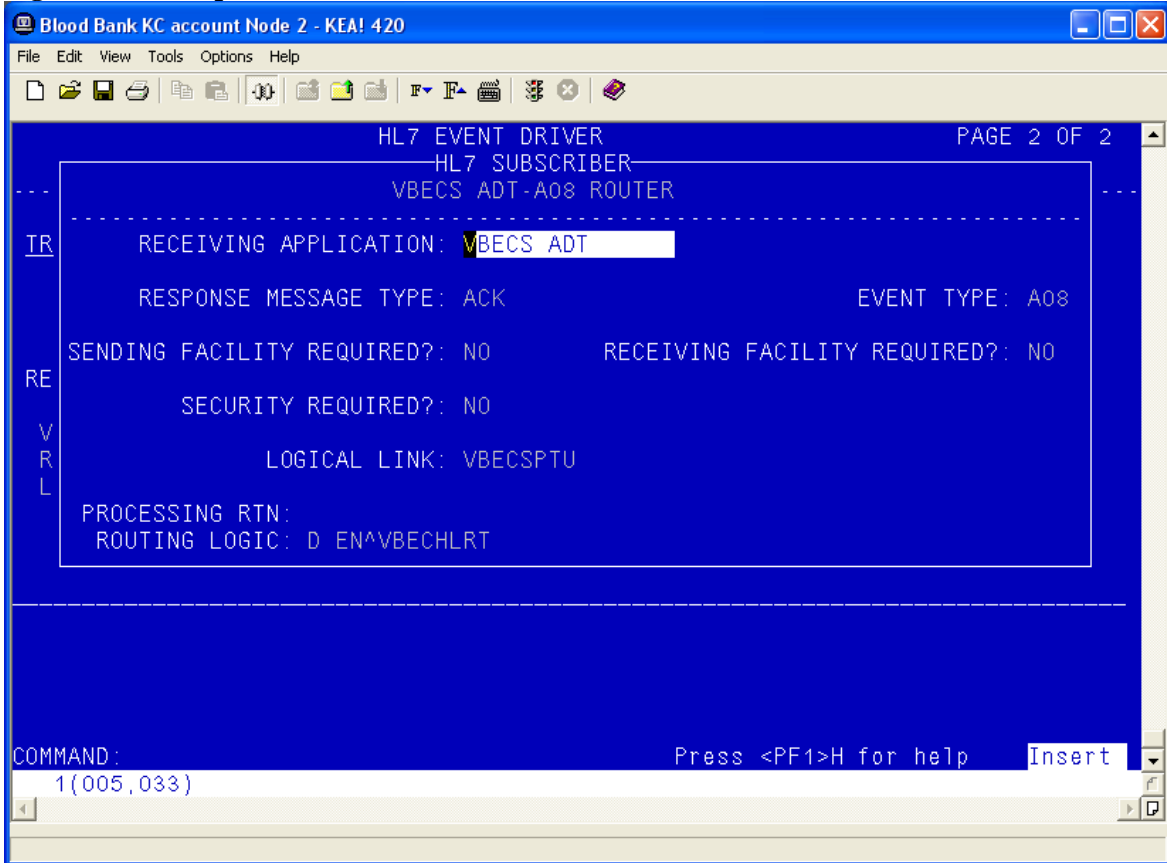 Blood Bank KC account Node 2 - KEA! 420
File Edit View Tools Options Help
HL7 EVENT DRIVER PAGE 2 OF 2
HL7 SUBSCRIBER
--- VBECS ADT-A08 ROUTER ---
TR RECEIVING APPLICATION: VBECS ADT
RESPONSE MESSAGE TYPE: ACK EVENT TYPE: A08
SENDING FACILITY REQUIRED?: NO RECEIVING FACILITY REQUIRED?: NO
RE
SECURITY REQUIRED?: NO
V
R LOGICAL LINK: VBECSPTU
L
PROCESSING RTN:
ROUTING LOGIC: D EN^VBECHLRT
COMMAND: Press <PF1>H for help Insert
1(005,033)